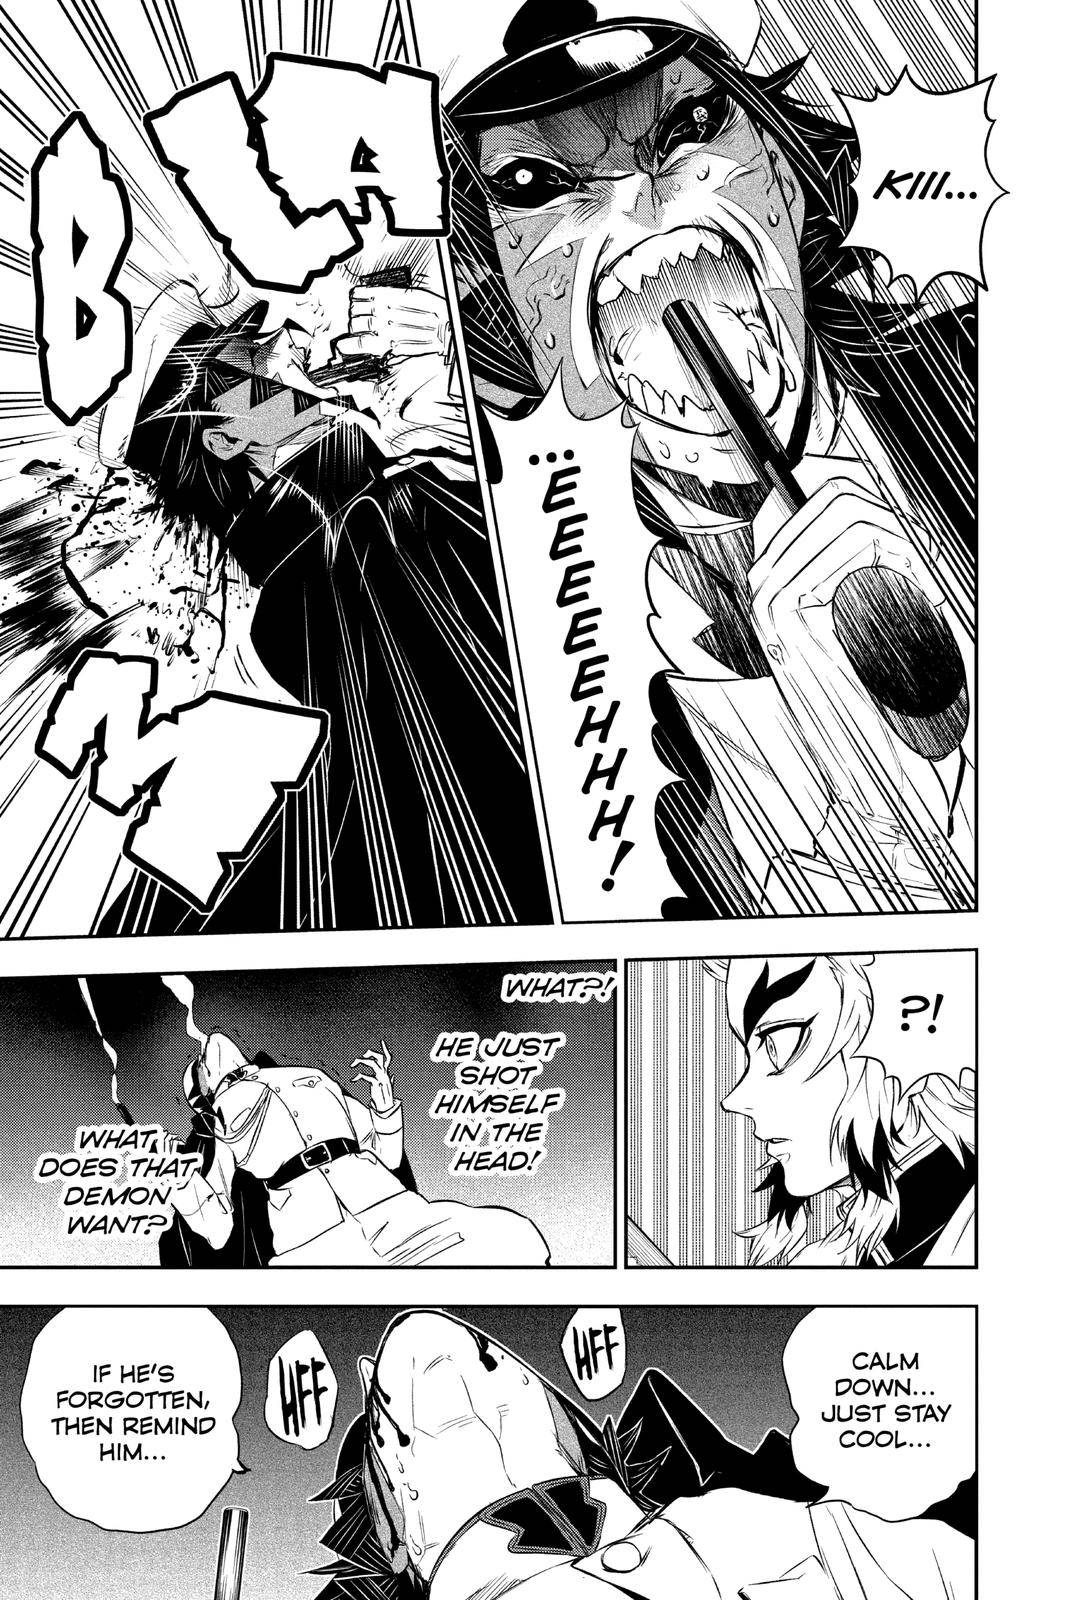 KIII...
...EEEEEHHH!
BLAM
?!
WHAT?!
HE JUST
SHOT
HIMSELF
IN THE
HEAD!
WHAT
DOES THAT
DEMON
WANT?
CALM
DOWN...
JUST STAY
COOL...
HFF
HFF
IF HE'S
FORGOTTEN,
THEN REMIND
HIM...